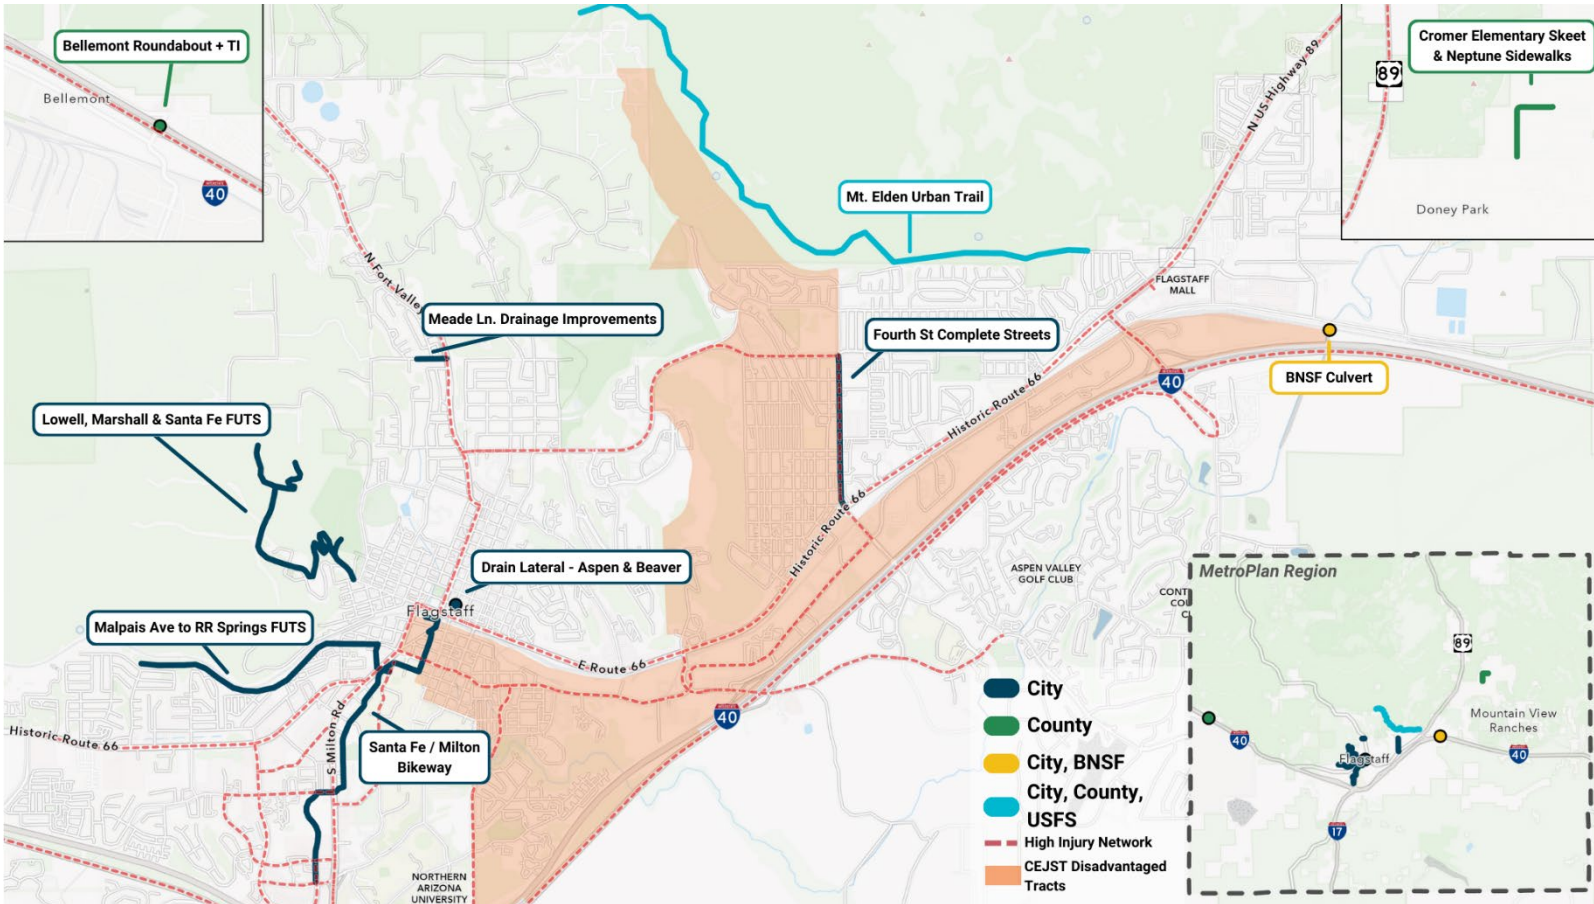 Bellemont Roundabout + TI
Bellemont
40
Cromer Elementary Skeet
& Neptune Sidewalks
89
Doney Park
N US Highway 89
Mt. Elden Urban Trail
FLAGSTAFF
MALL
N Fort Valley
Meade Ln. Drainage Improvements
Fourth St Complete Streets
Historic Route 66
40
BNSF Culvert
Lowell, Marshall & Santa Fe FUTS
Historic Route 66
Drain Lateral - Aspen & Beaver
Flagstaff
ASPEN VALLEY
GOLF CLUB
CONT
COU
C
Malpais Ave to RR Springs FUTS
E Route 66
40
Historic Route 66
S Milton Rd
Santa Fe / Milton
Bikeway
NORTHERN
ARIZONA
UNIVERSITY
City
County
City, BNSF
City, County,
USFS
High Injury Network
CEJST Disadvantaged
Tracts
MetroPlan Region
89
Mountain View
Ranches
40
40
Flagstaff
17